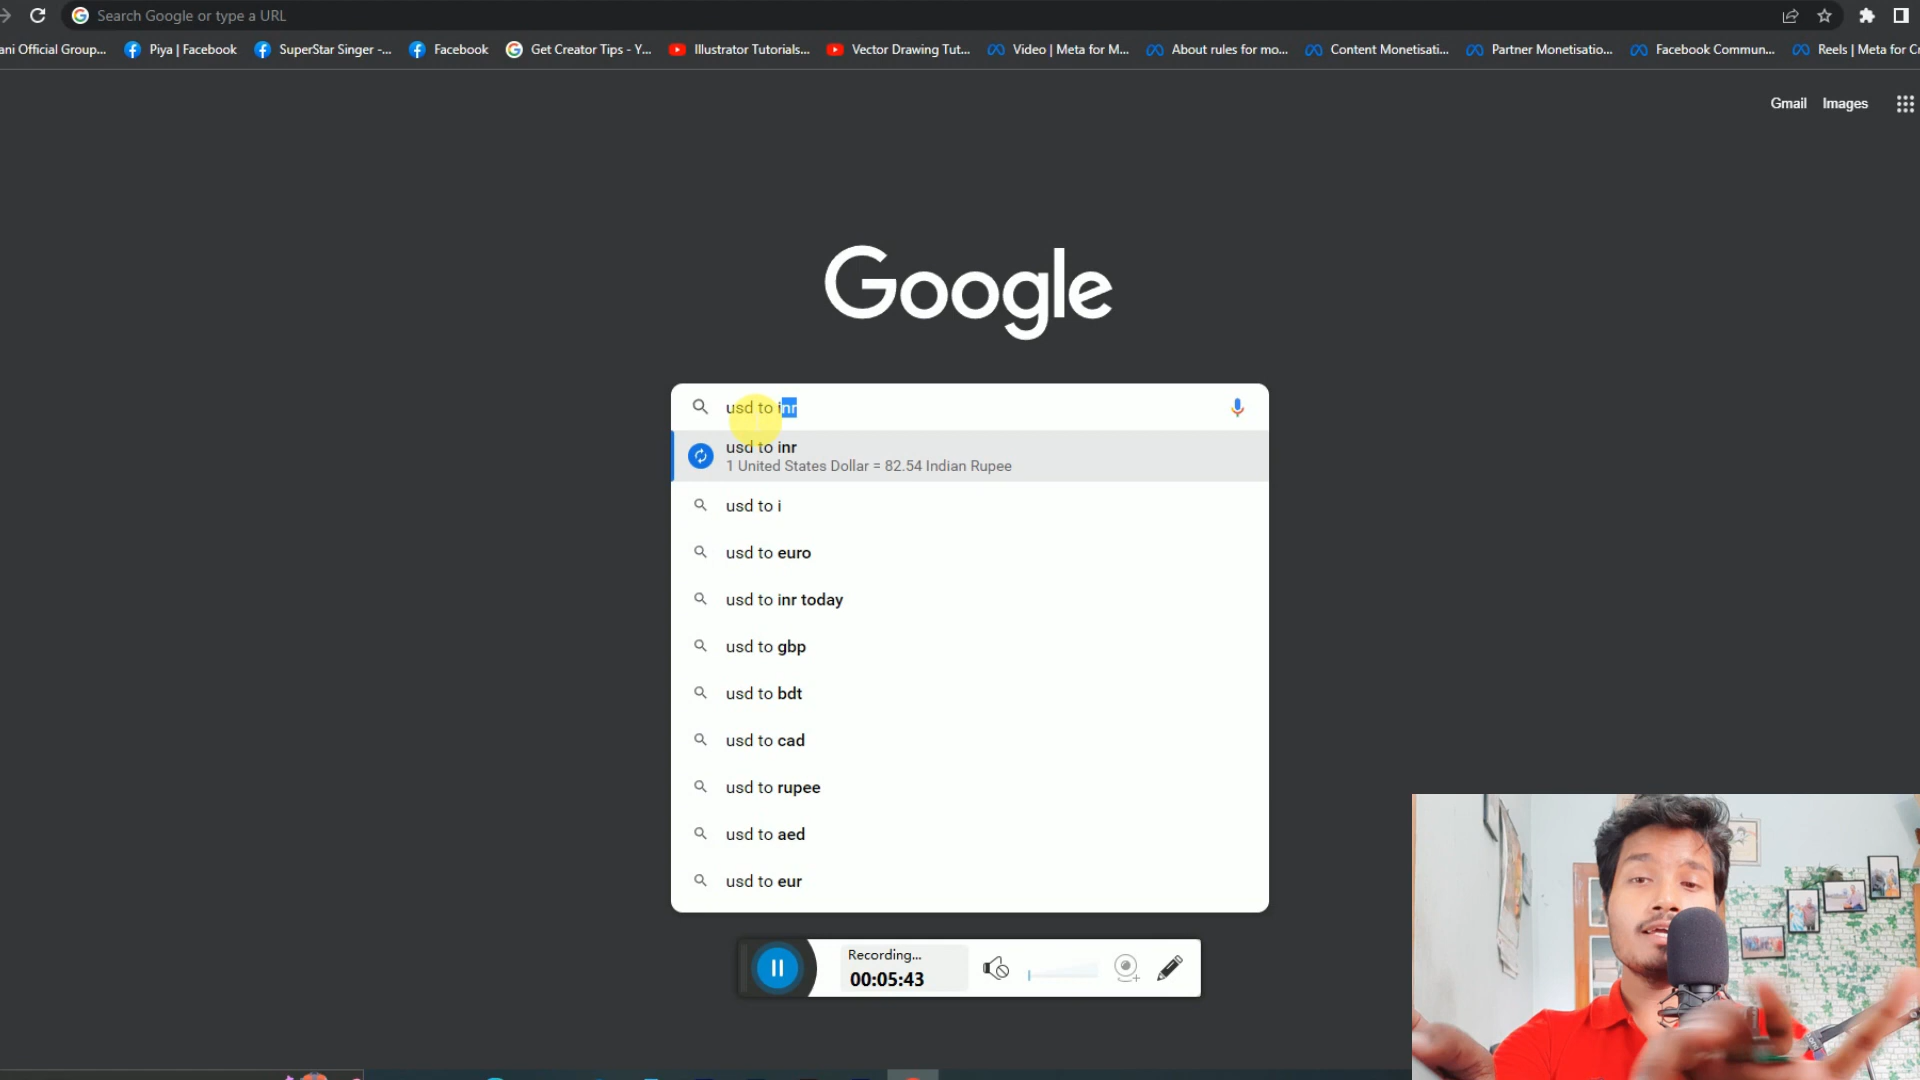 Search Google or type a URL
ani Official Group... Piya | Facebook SuperStar Singer -... Facebook Get Creator Tips - Y... Illustrator Tutorials... Vector Drawing Tut... Video | Meta for M... About rules for mo... Content Monetisati... Partner Monetisatio... Facebook Commun... Reels | Meta for Cr
Gmail Images
Google
usd to inr
usd to inr
1 United States Dollar = 82.54 Indian Rupee
usd to i
usd to euro
usd to inr today
usd to gbp
usd to bdt
usd to cad
usd to rupee
usd to aed
usd to eur
Recording...
00:05:43